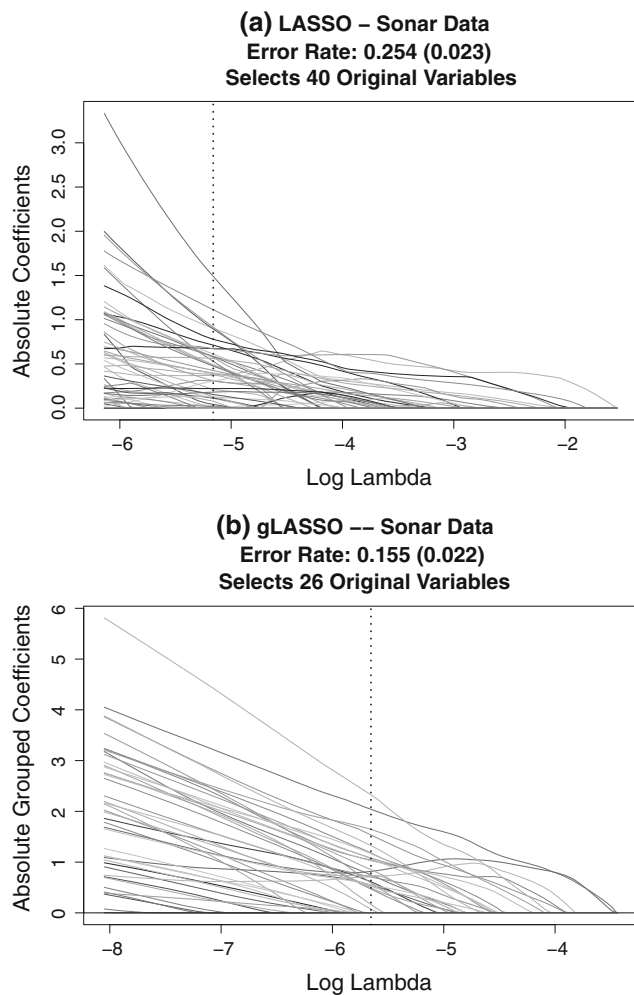 (a) LASSO – Sonar Data
Error Rate: 0.254 (0.023)
Selects 40 Original Variables
Absolute Coefficients
3.0
2.5
2.0
1.5
1.0
0.5
0.0
−6 −5 −4 −3 −2
Log Lambda
(b) gLASSO −− Sonar Data
Error Rate: 0.155 (0.022)
Selects 26 Original Variables
Absolute Grouped Coefficients
6
5
4
3
2
1
0
−8 −7 −6 −5 −4
Log Lambda